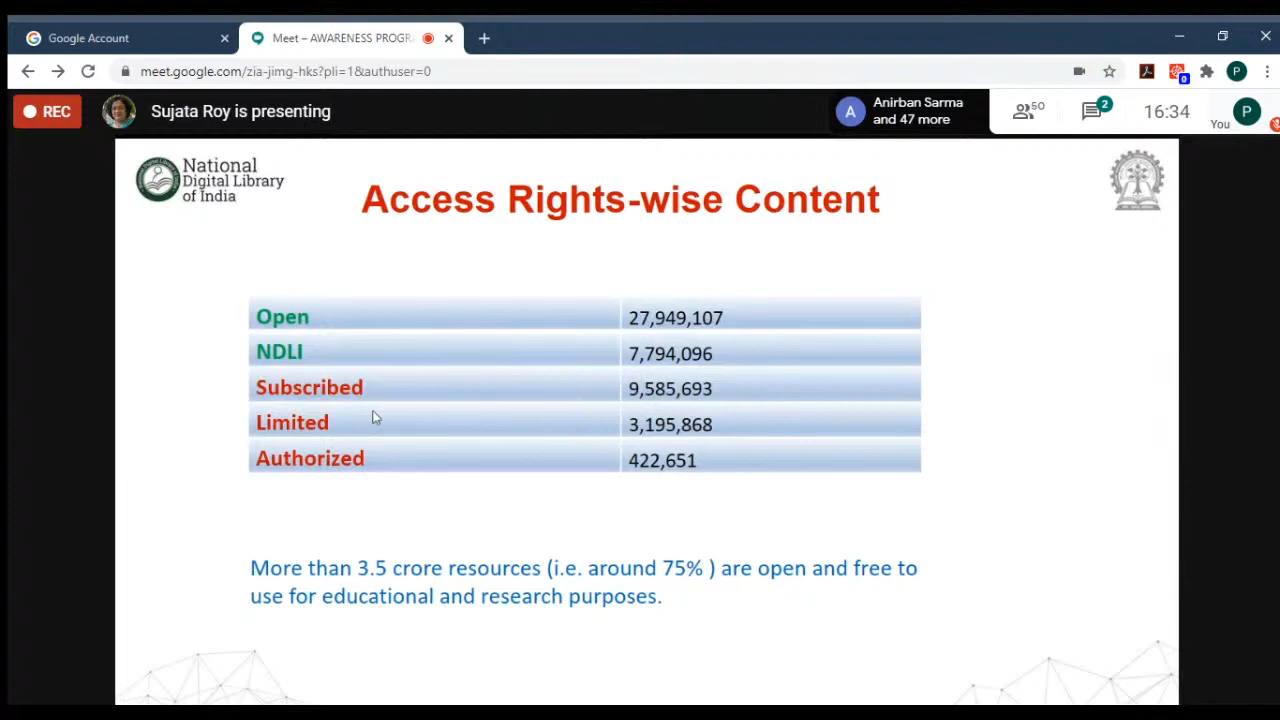 Google Account
Meet – AWARENESS PROGR
meet.google.com/zia-jimg-hks?pli=1&authuser=0
P
0
REC
Sujata Roy is presenting
A
Anirban Sarma
and 47 more
50
2
16:34
You
P
National
Digital Library
of India
Access Rights-wise Content
Open 27,949,107
NDLI 7,794,096
Subscribed 9,585,693
Limited 3,195,868
Authorized 422,651
More than 3.5 crore resources (i.e. around 75% ) are open and free to
use for educational and research purposes.